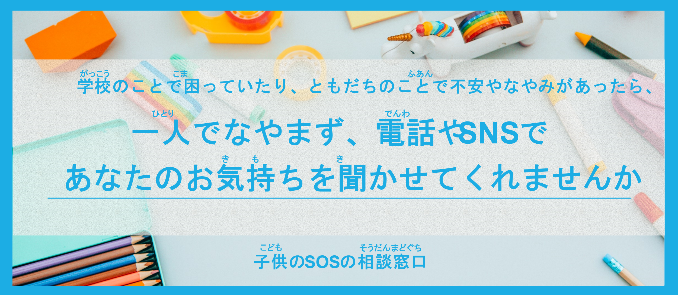 学校のことで困っていたり、ともだちのことで不安やなやみがあったら、
一人でなやまず、電話やSNSで
あなたのお気持ちを聞かせてくれませんか
子供のSOSの相談窓口